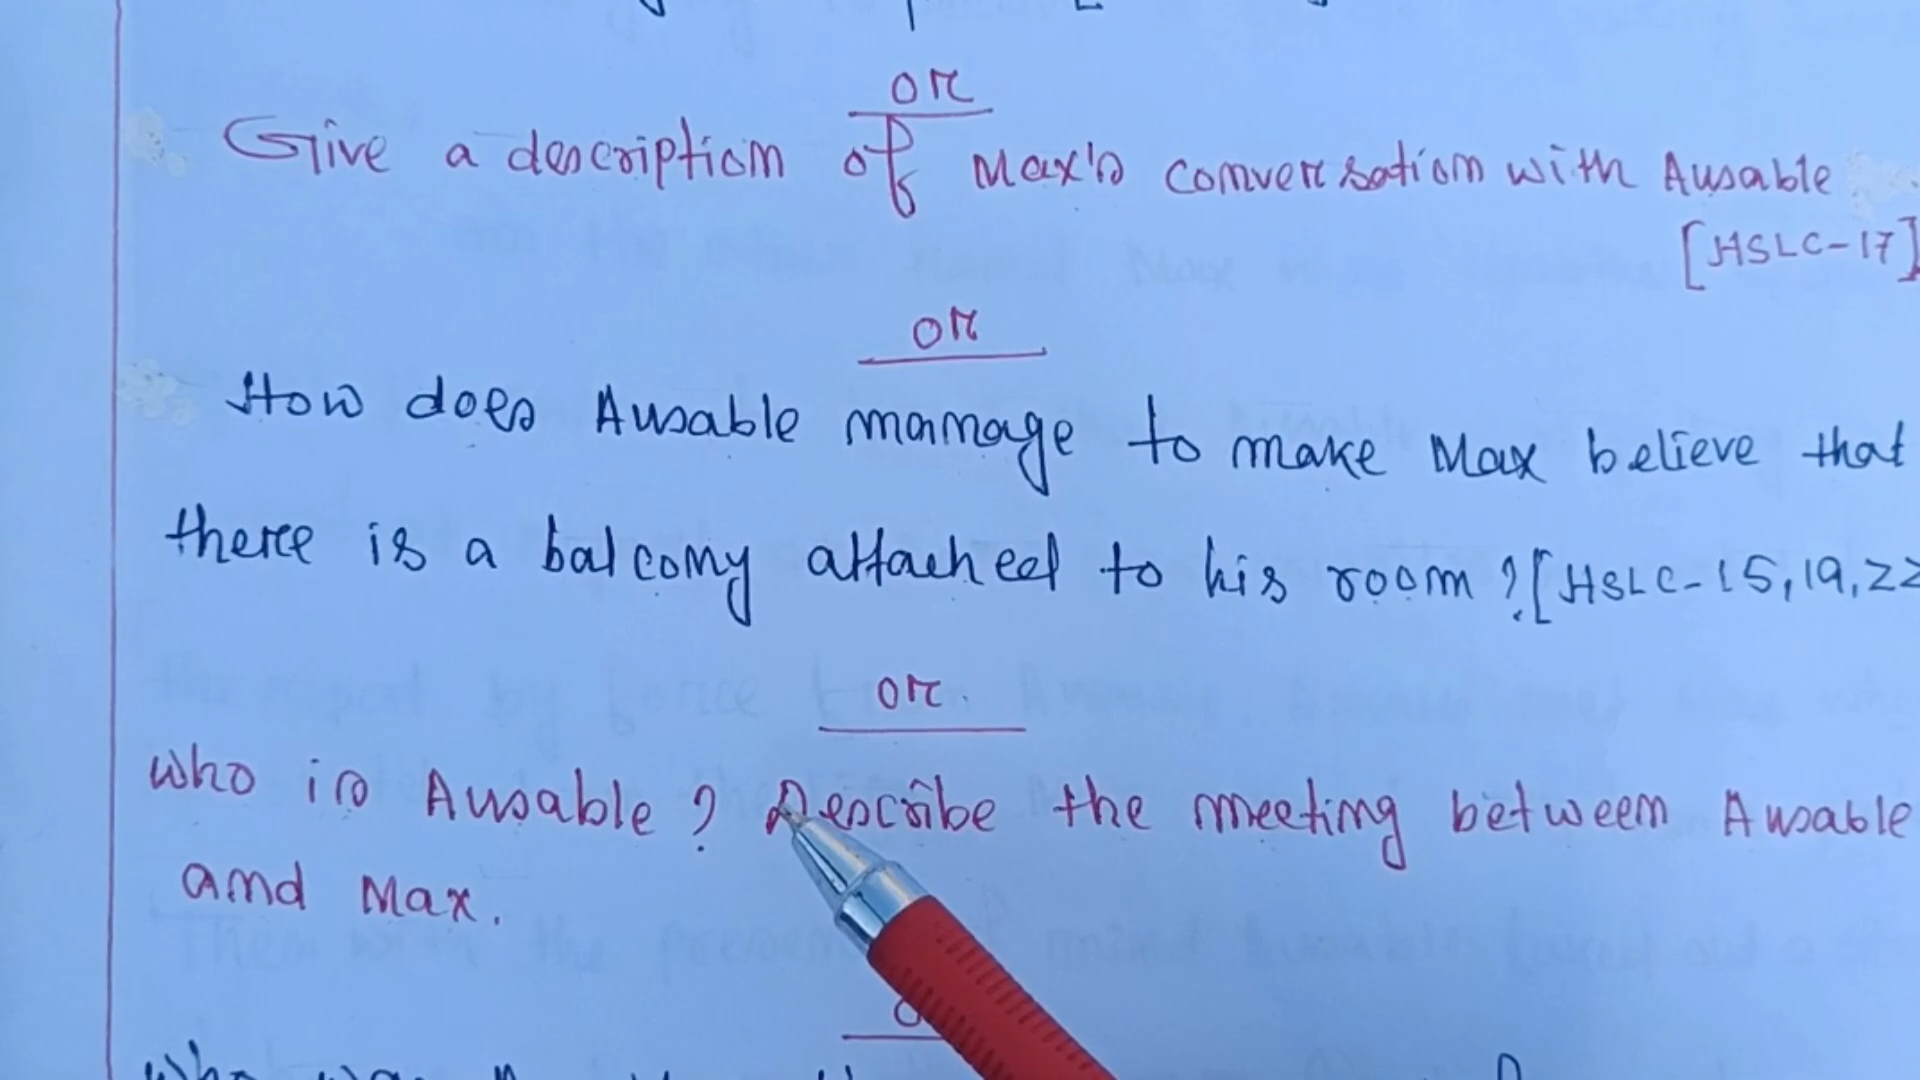 or
Give a description of Max's conversation with Ausable
[HSLC-17]
or
How does Ausable manage to make Max believe that
there is a balcony attached to his room? [HSLC-15,19,22
or.
who is Ausable? Describe the meeting between Ausable
and Max.